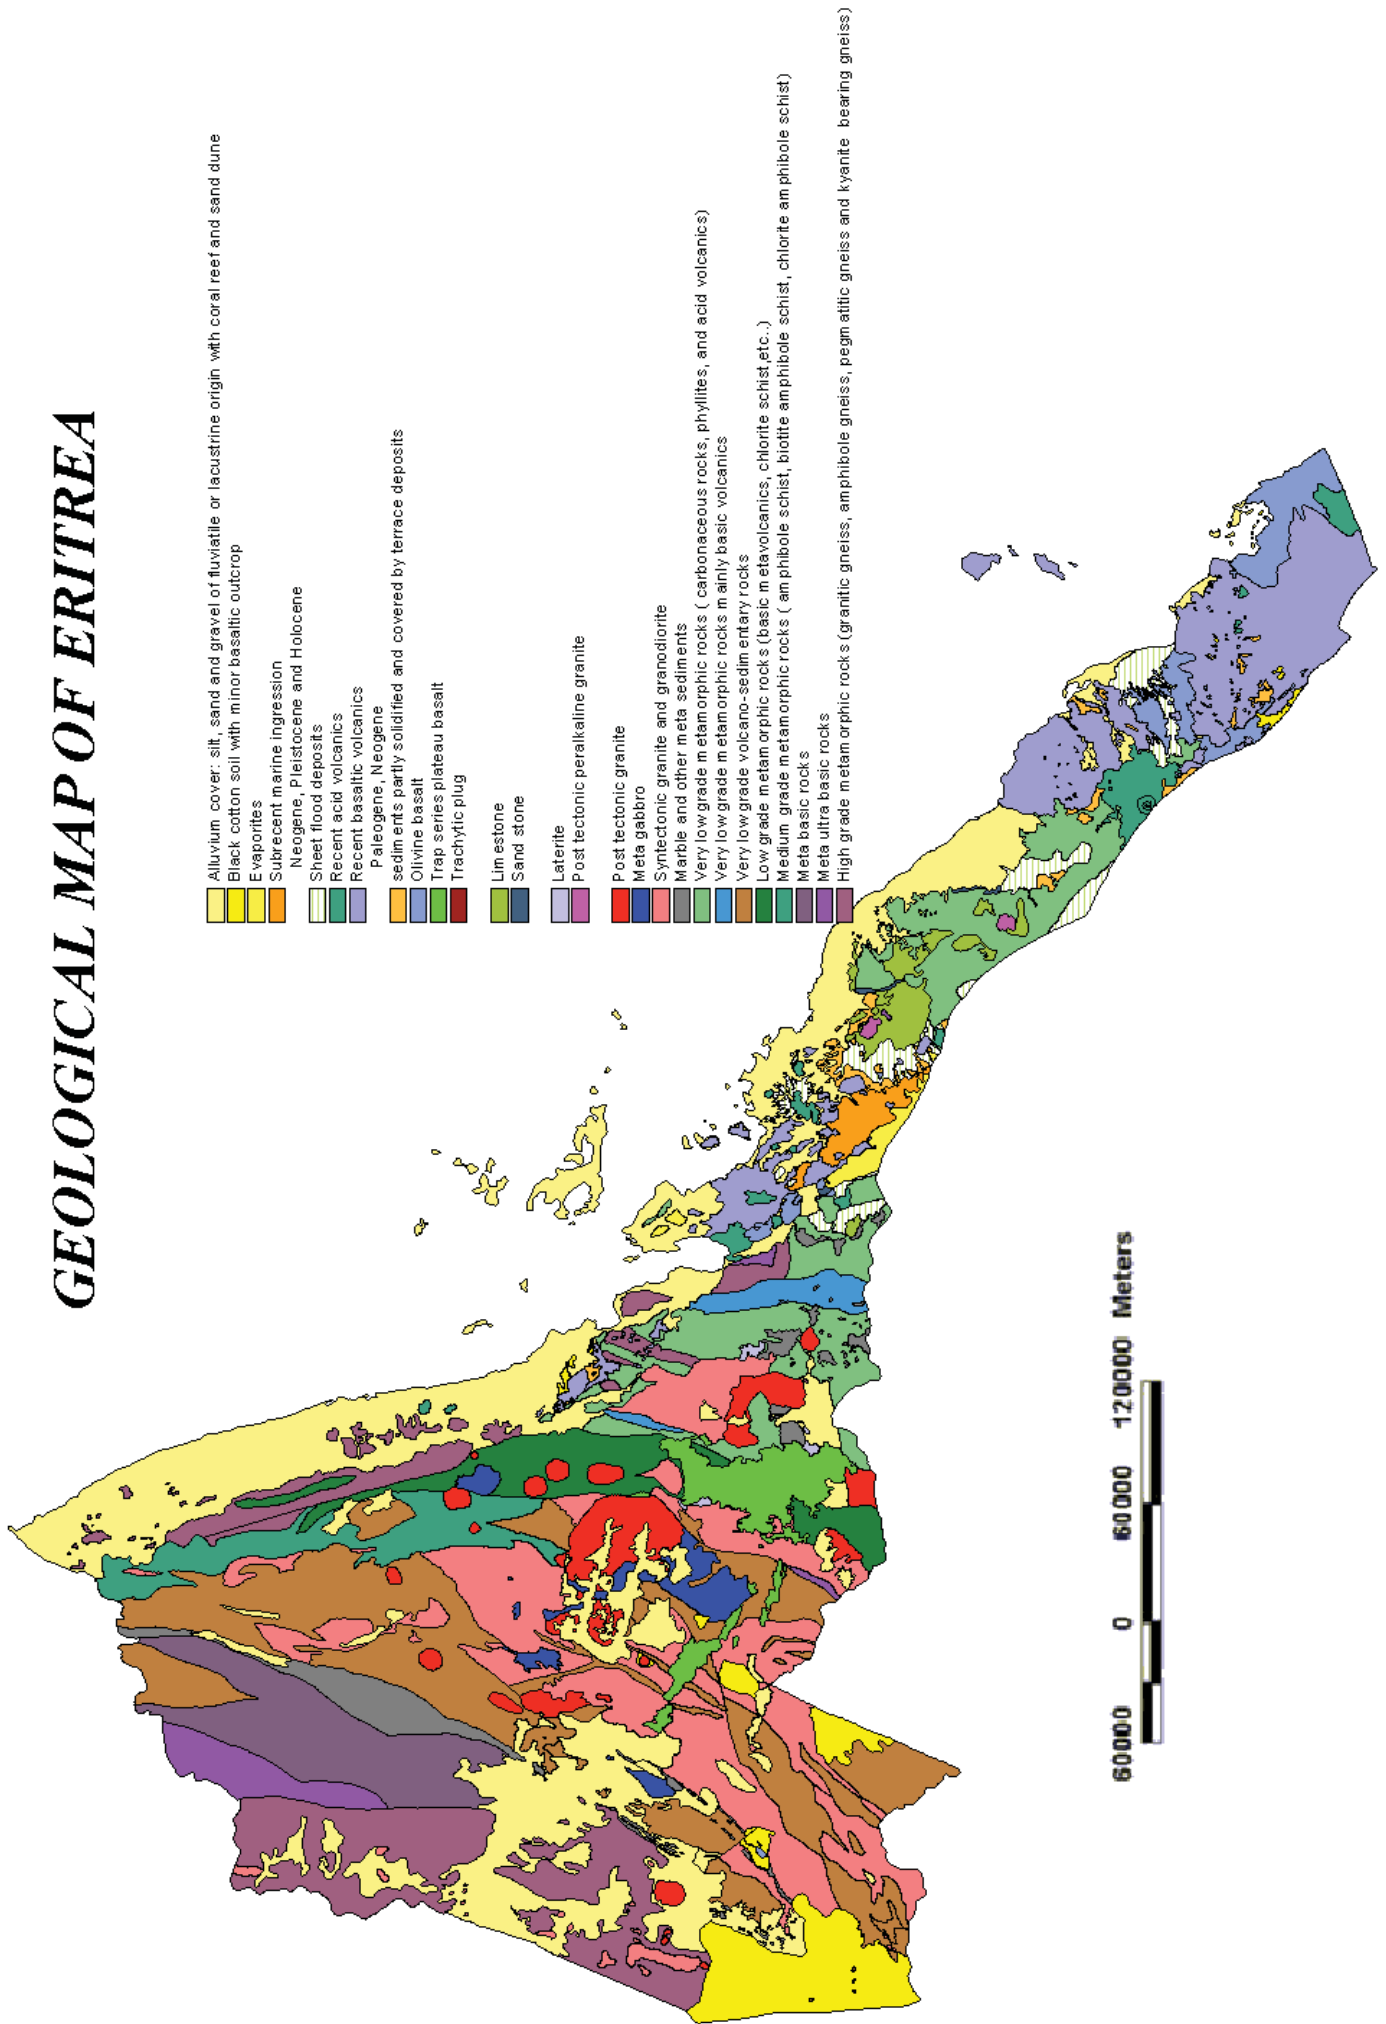 GEOLOGICAL MAP OF ERITREA
Alluvium cover: silt, sand and gravel of fluviatile or lacustrine origin with coral reef and sand dune
Black cotton soil with minor basaltic outcrop
Evaporites
Subrecent marine ingression
Neogene, Pleistocene and Holocene
Sheet flood deposits
Recent acid volcanics
Recent basaltic volcanics
Paleogene, Neogene
sediments partly solidified and covered by terrace deposits
Olivine basalt
Trap series plateau basalt
Trachytic plug
Limestone
Sand stone
Laterite
Post tectonic peralkaline granite
Post tectonic granite
Meta gabbro
Syntectonic granite and granodiorite
Marble and other meta sediments
Very low grade metamorphic rocks ( carbonaceous rocks, phyllites, and acid volcanics)
Very low grade metamorphic rocks mainly basic volcanics
Very low grade volcano-sedimentary rocks
Low grade metamorphic rocks (basic metavolcanics, chlorite schist,etc..)
Medium grade metamorphic rocks ( amphibole schist, biotite amphibole schist, chlorite amphibole schist)
Meta basic rocks
Meta ultra basic rocks
High grade metamorphic rocks (granitic gneiss, amphibole gneiss, pegmatitic gneiss and kyanite bearing gneiss)
60000 0 60000 120000 Meters